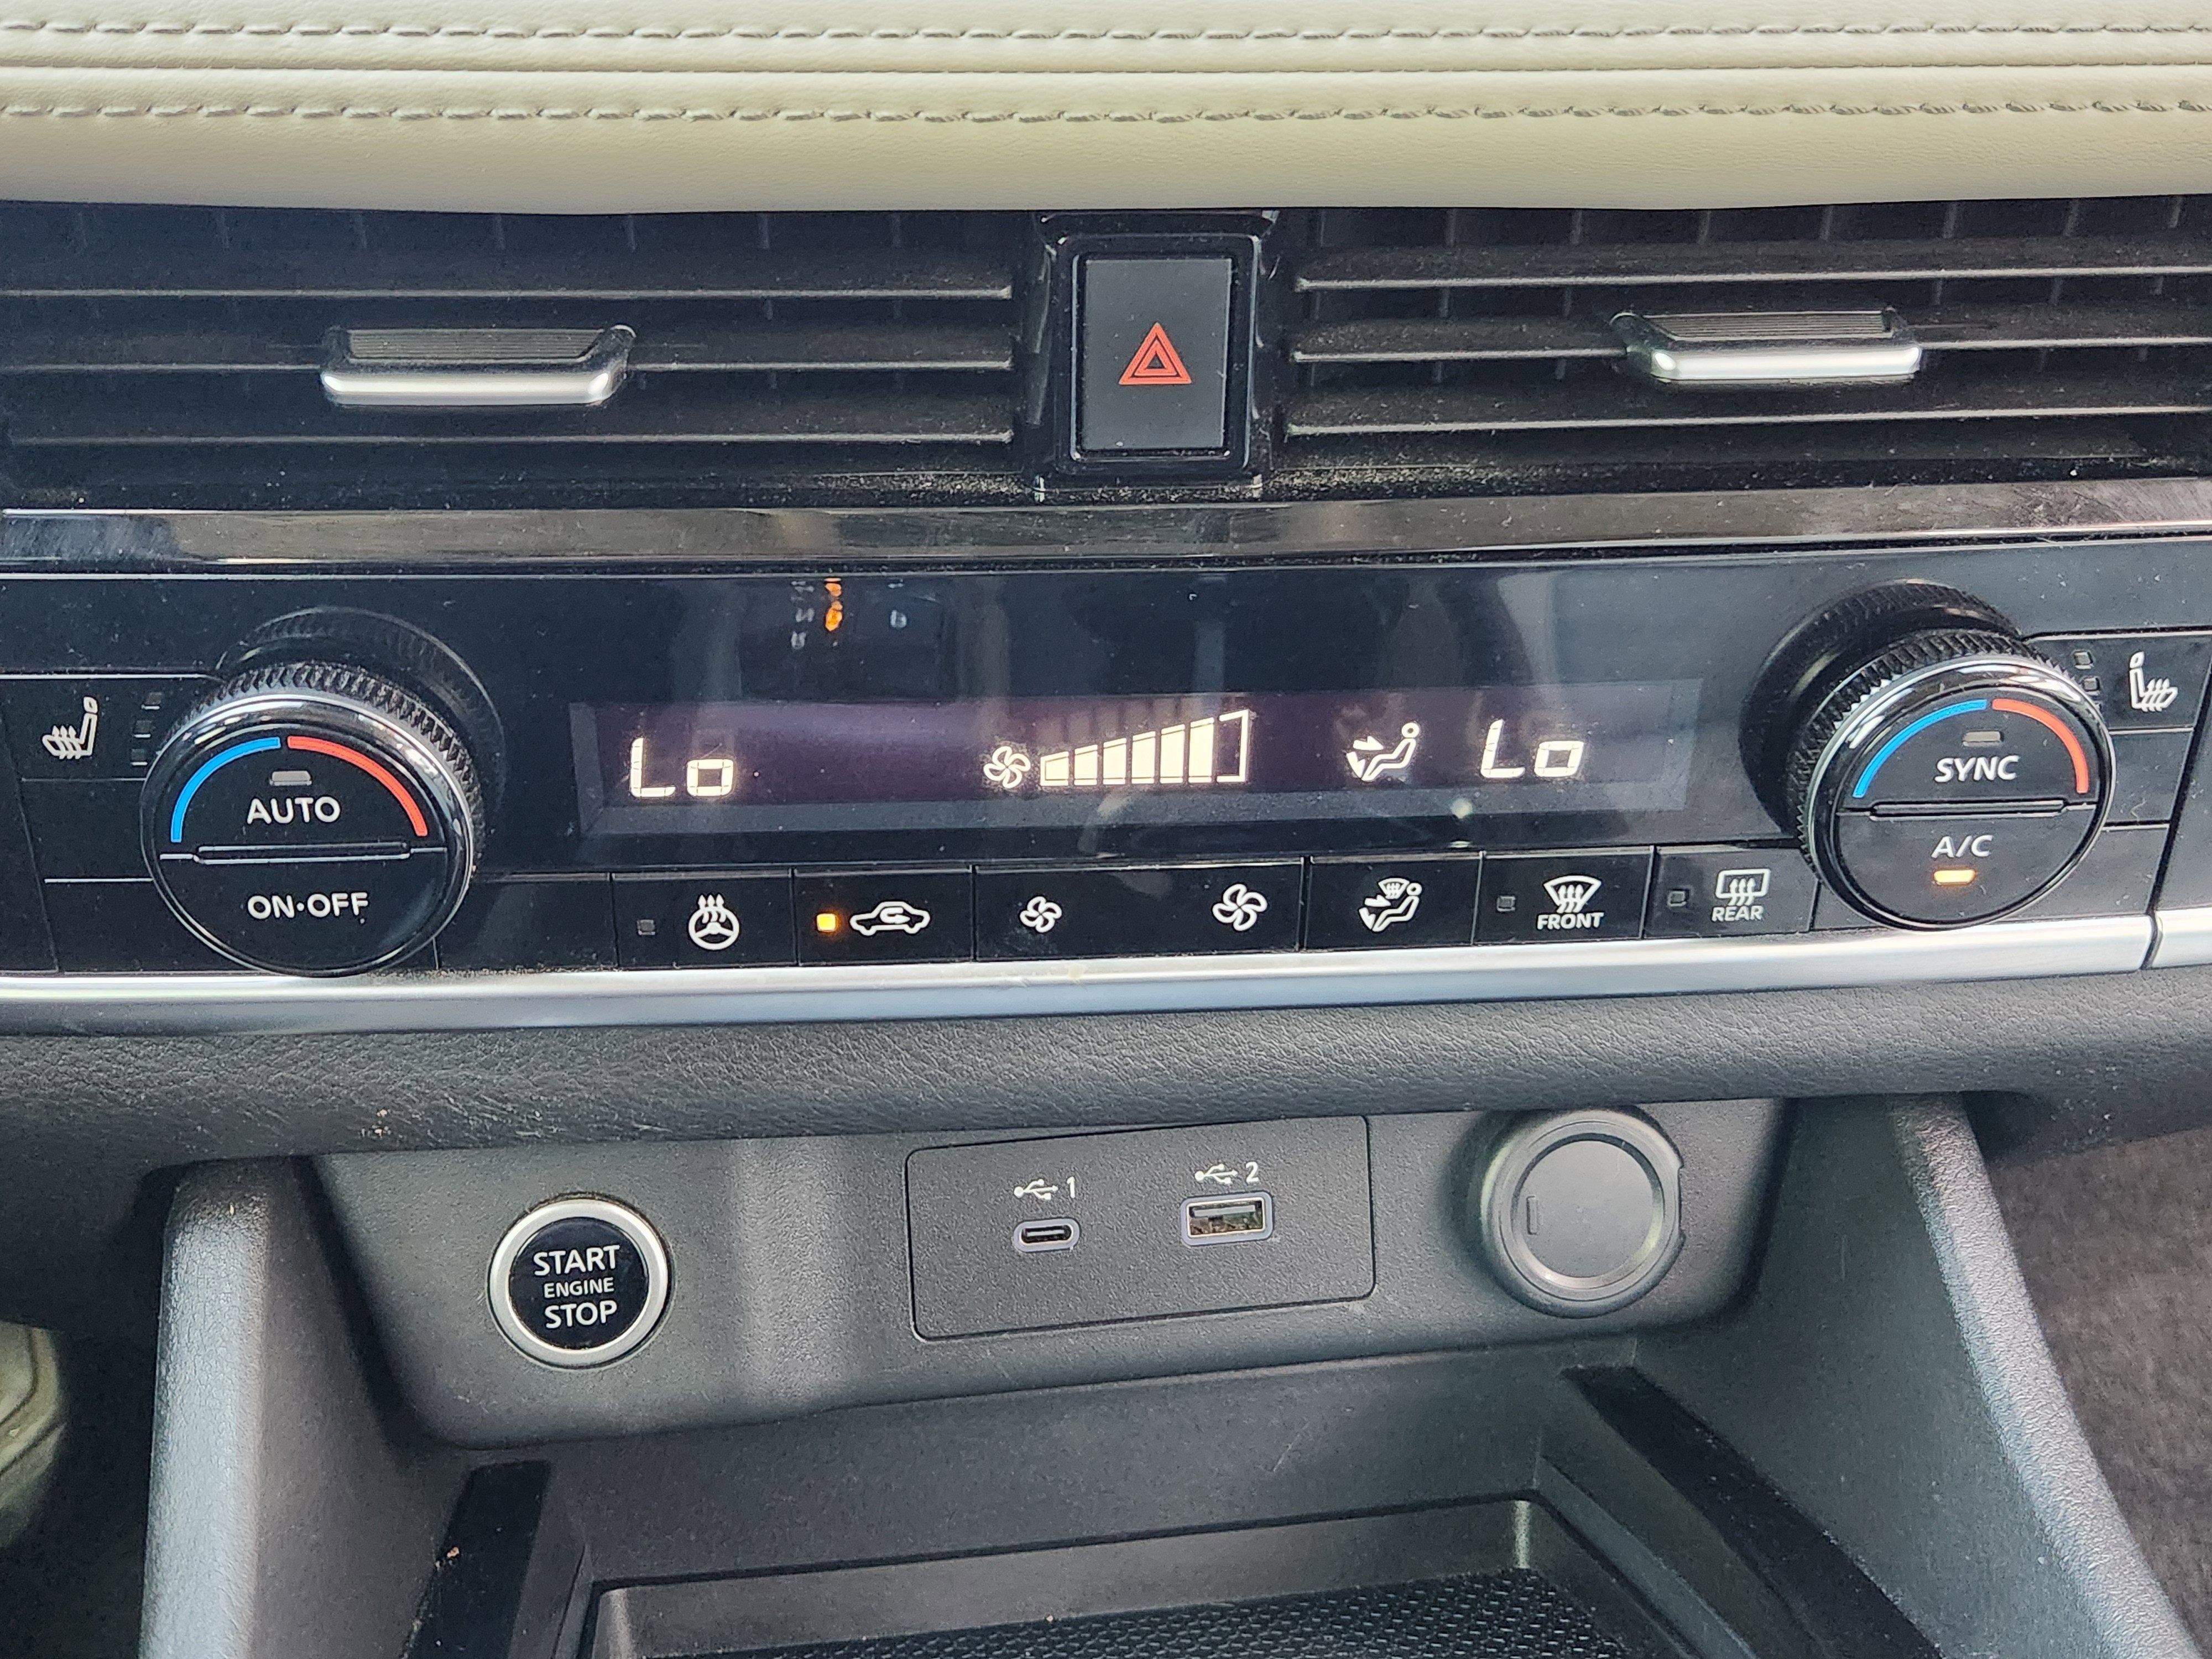 Lo Lo
AUTO
ON•OFF
SYNC
A/C
FRONT
REAR
1
2
START
ENGINE
STOP